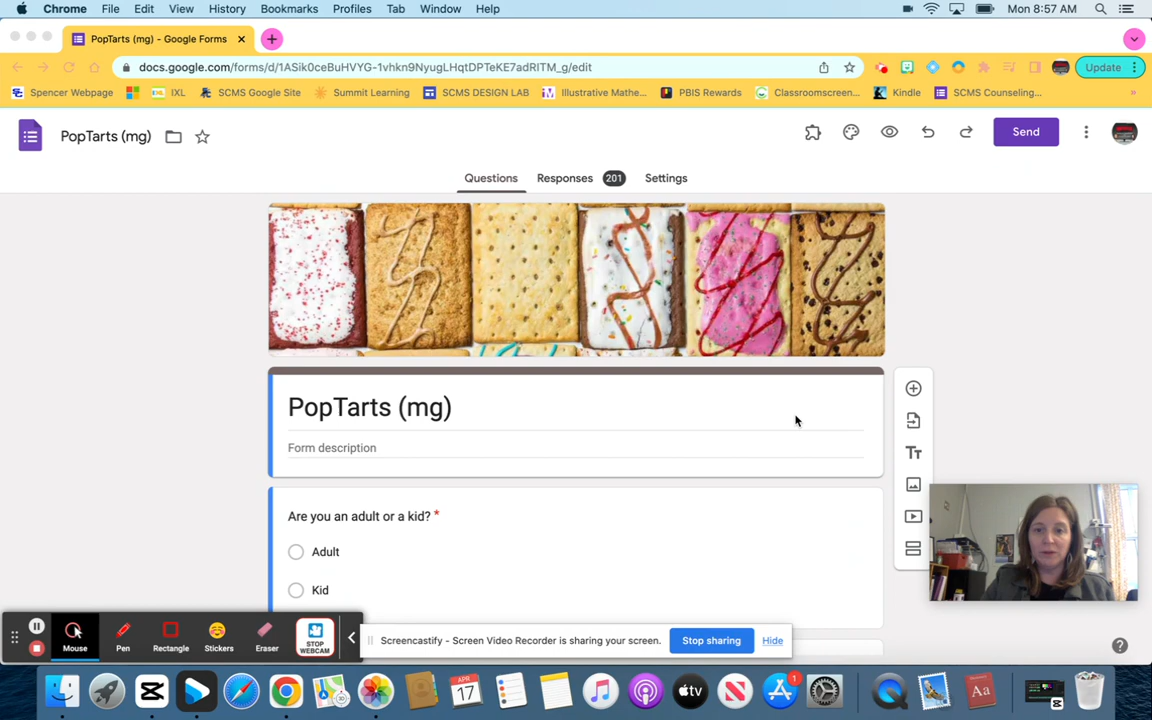 Chrome File Edit View History Bookmarks Profiles Tab Window Help Mon 8:57 AM
PopTarts (mg) - Google Forms
docs.google.com/forms/d/1ASik0ceBuHVYG-1vhkn9NyugLHqtDPTeKE7adRlTM_g/edit Update
Spencer Webpage IXL SCMS Google Site Summit Learning SCMS DESIGN LAB Illustrative Mathe... PBIS Rewards Classroomscreen... Kindle SCMS Counseling... »
PopTarts (mg) Send
Questions Responses 201 Settings
PopTarts (mg)
Form description
Are you an adult or a kid? *
Adult
Kid
Mouse Pen Rectangle Stickers Eraser STOP WEBCAM
Screencastify - Screen Video Recorder is sharing your screen. Stop sharing Hide
APR
17
1
Aa